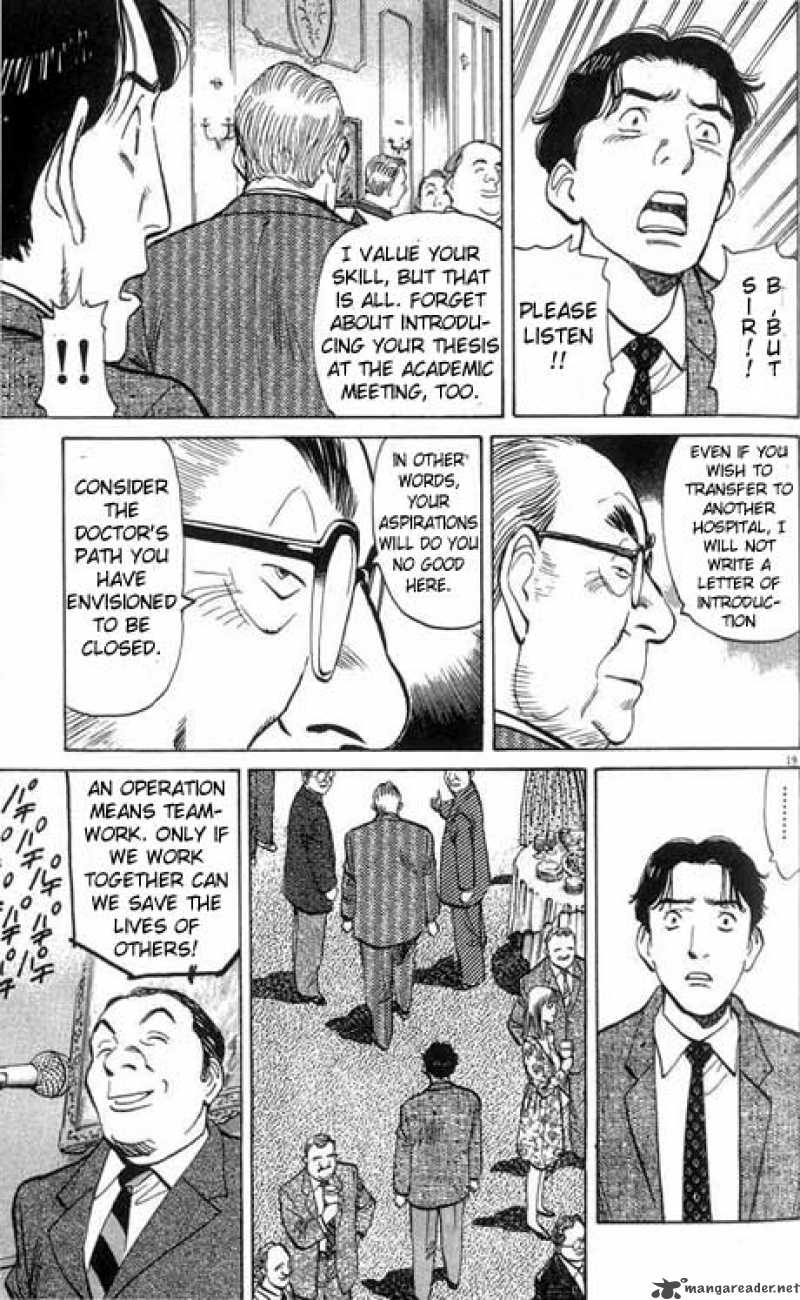 B, BUT
SIR!!
PLEASE
LISTEN
!!
I VALUE YOUR
SKILL, BUT THAT
IS ALL. FORGET
ABOUT INTRODU-
CING YOUR THESIS
AT THE ACADEMIC
MEETING, TOO.
!!
EVEN IF YOU
WISH TO
TRANSFER TO
ANOTHER
HOSPITAL, I
WILL NOT
WRITE A
LETTER OF
INTRODUC-
TION
IN OTHER
WORDS,
YOUR
ASPIRATIONS
WILL DO YOU
NO GOOD
HERE.
CONSIDER
THE
DOCTOR'S
PATH YOU
HAVE
ENVISIONED
TO BE
CLOSED.
19
.........
AN OPERATION
MEANS TEAM-
WORK. ONLY IF
WE WORK
TOGETHER CAN
WE SAVE THE
LIVES OF
OTHERS!
パチパチパチ
パチパチパチ
mangareader.net